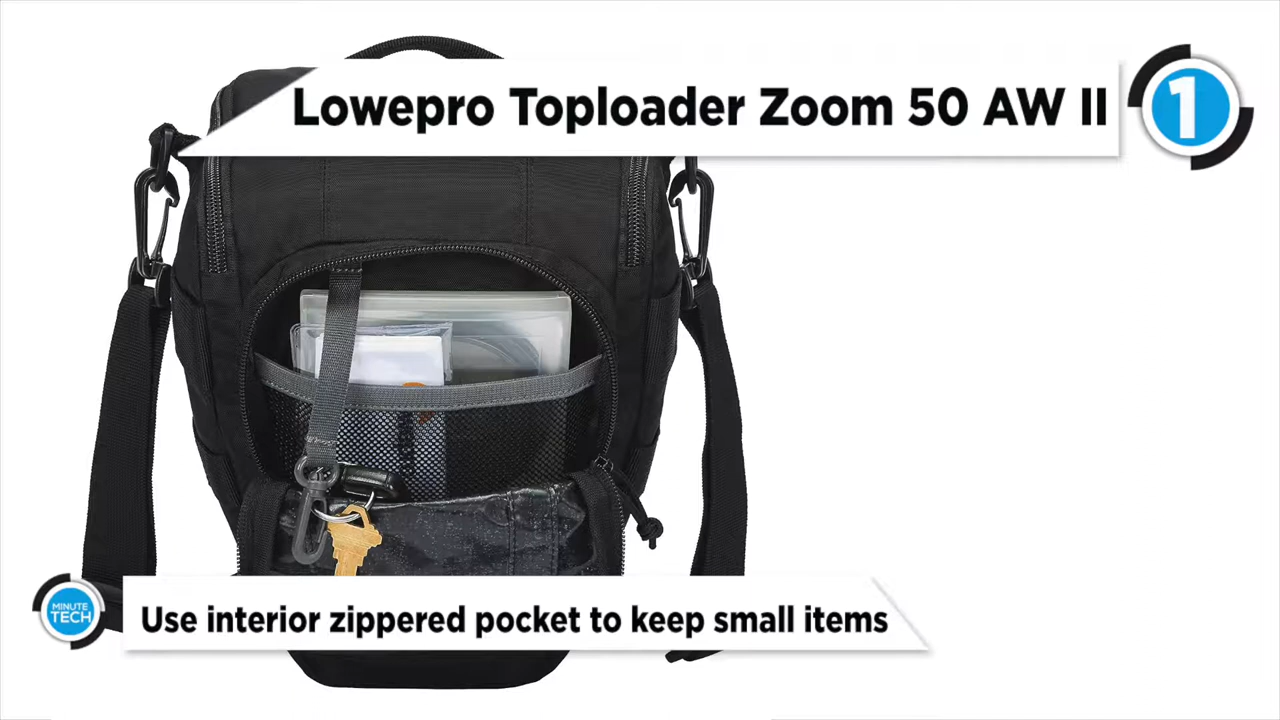 Lowepro Toploader Zoom 50 AW II
1
MINUTE
TECH
Use interior zippered pocket to keep small items